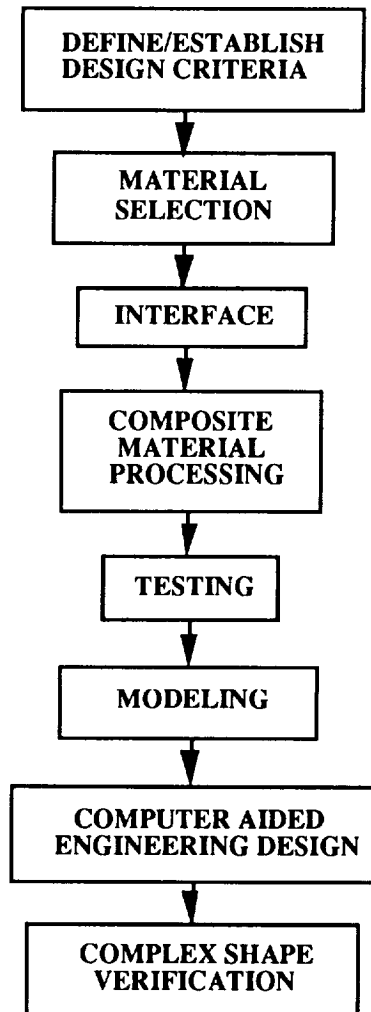 DEFINE/ESTABLISH
DESIGN CRITERIA
MATERIAL
SELECTION
INTERFACE
COMPOSITE
MATERIAL
PROCESSING
TESTING
MODELING
COMPUTER AIDED
ENGINEERING DESIGN
COMPLEX SHAPE
VERIFICATION